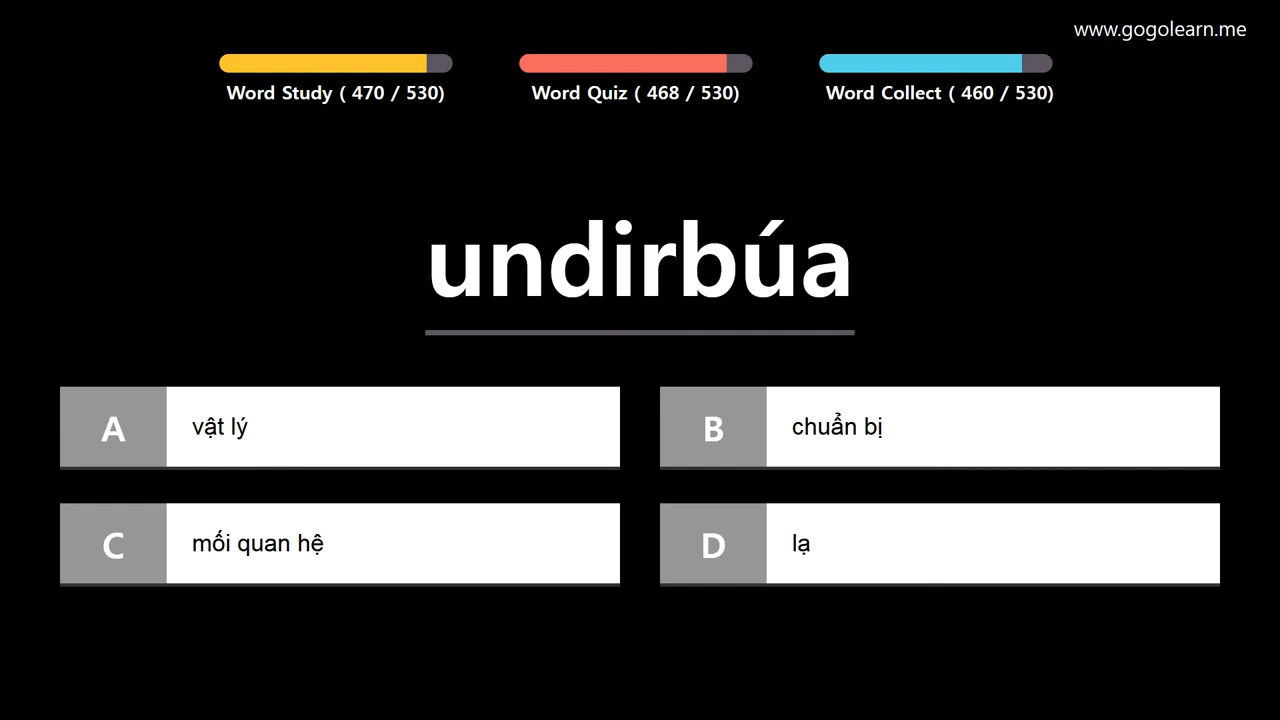 www.gogolearn.me
Word Study ( 470 / 530)
Word Quiz ( 468 / 530)
Word Collect ( 460 / 530)
undirbúa
A vật lý
B chuẩn bị
C mối quan hệ
D lạ